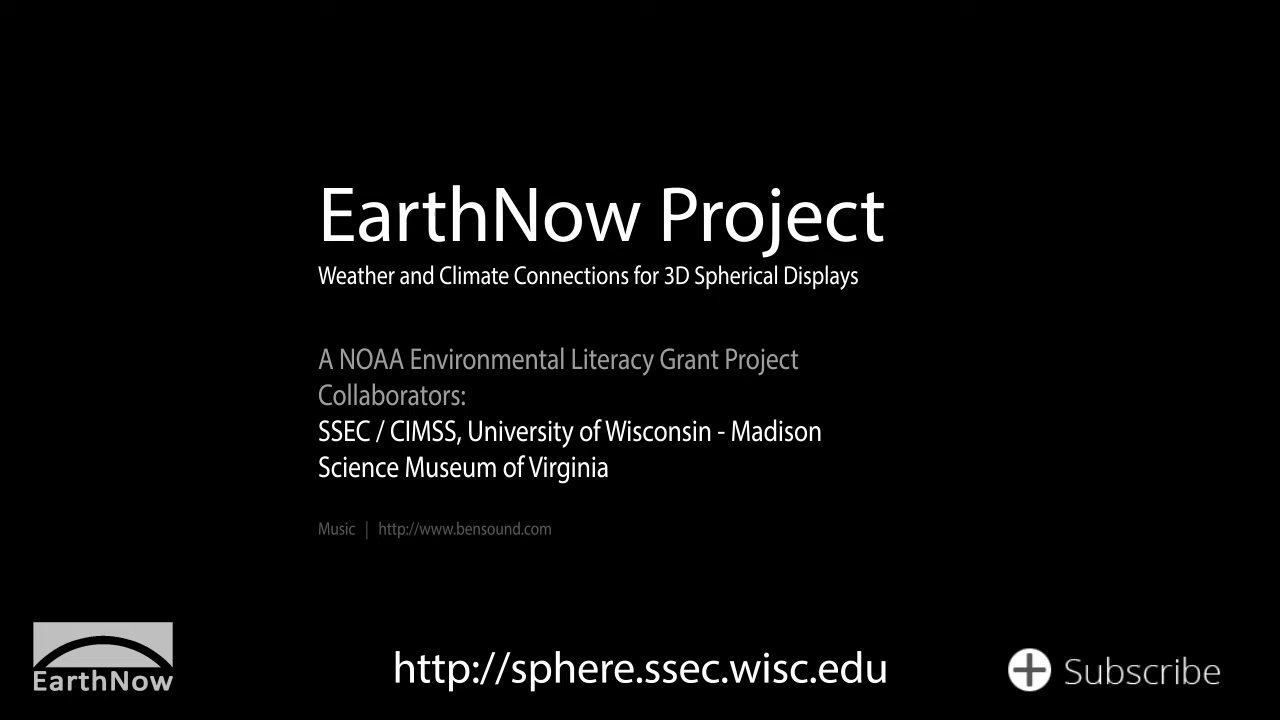 EarthNow Project
Weather and Climate Connections for 3D Spherical Displays
A NOAA Environmental Literacy Grant Project
Collaborators:
SSEC / CIMSS, University of Wisconsin - Madison
Science Museum of Virginia
Music | http://www.bensound.com
EarthNow
http://sphere.ssec.wisc.edu
Subscribe